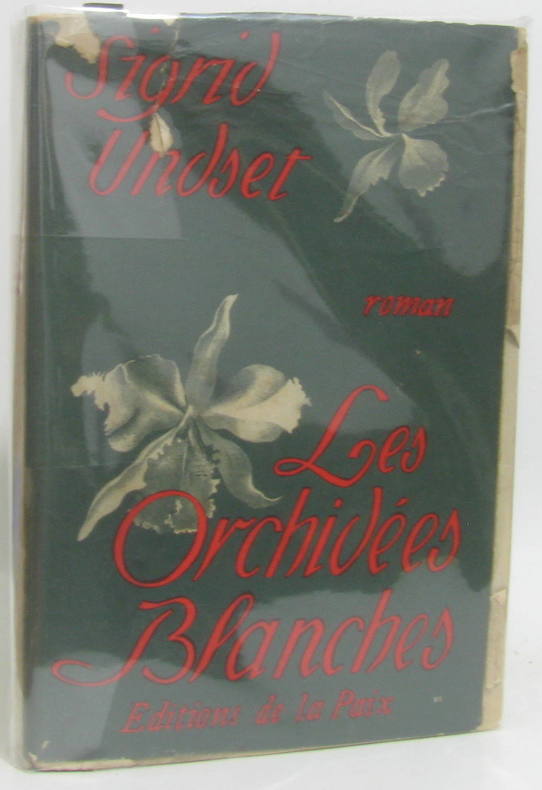 Sigrid
Undset
roman
Les
Orchidées
Blanches
Editions de la Paix